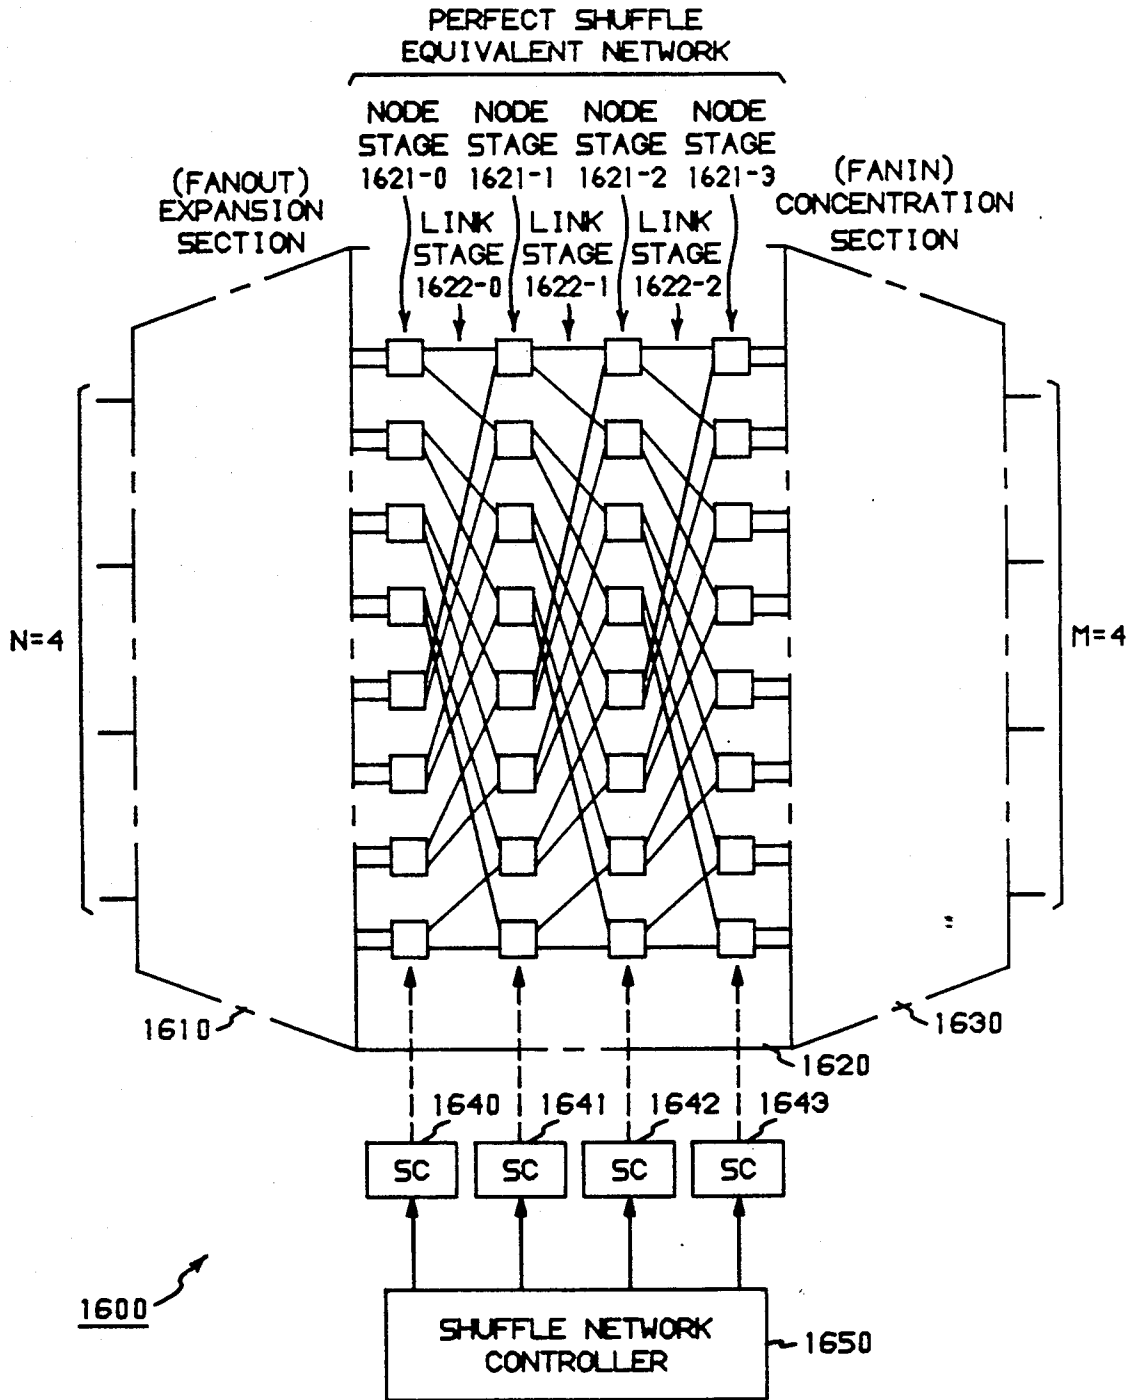 PERFECT SHUFFLE
EQUIVALENT NETWORK
NODE NODE NODE NODE
STAGE STAGE STAGE STAGE
1621-0 1621-1 1621-2 1621-3
(FANOUT)
EXPANSION
SECTION
(FANIN)
CONCENTRATION
SECTION
LINK LINK LINK
STAGE STAGE STAGE
1622-0 1622-1 1622-2
N=4
M=4
1610
1630
1620
1640 1641 1642 1643
SC SC SC SC
1600
SHUFFLE NETWORK
CONTROLLER
1650